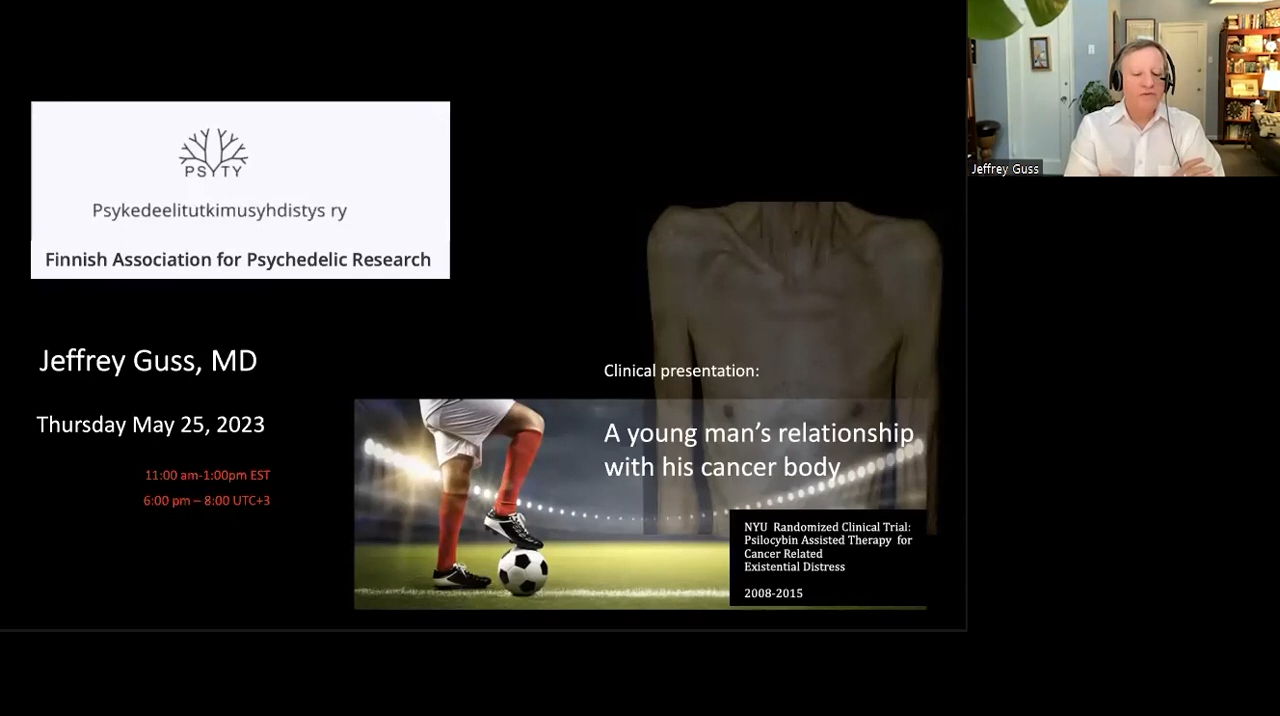 PSYTY
Psykedeelitutkimusyhdistys ry
Finnish Association for Psychedelic Research
Jeffrey Guss, MD
Thursday May 25, 2023
11:00 am-1:00pm EST
6:00 pm – 8:00 UTC+3
Clinical presentation:
A young man’s relationship
with his cancer body
NYU Randomized Clinical Trial:
Psilocybin Assisted Therapy for
Cancer Related
Existential Distress
2008-2015
Jeffrey Guss